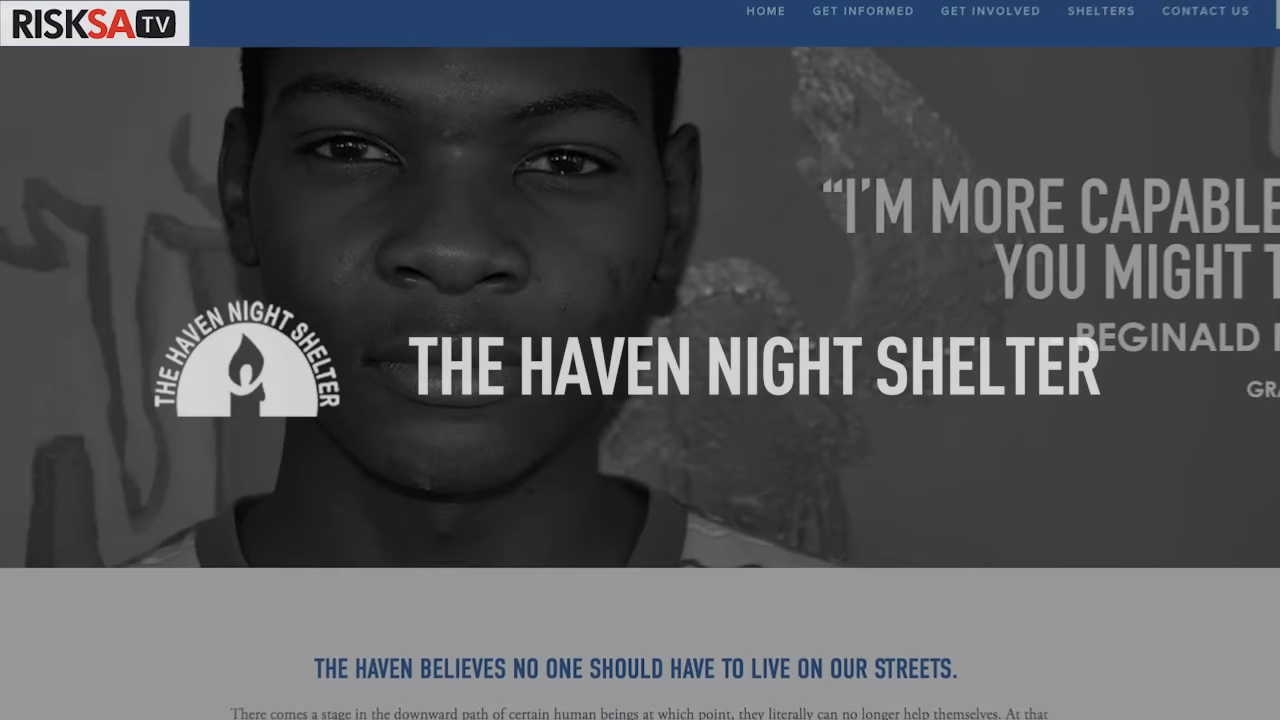 RISKSA TV
HOME GET INFORMED GET INVOLVED SHELTERS CONTACT US
“I’M MORE CAPABLE
YOU MIGHT T
REGINALD
GRA
THE HAVEN NIGHT SHELTER
THE HAVEN NIGHT SHELTER
THE HAVEN BELIEVES NO ONE SHOULD HAVE TO LIVE ON OUR STREETS.
There comes a stage in the downward path of certain human beings at which point, they literally can no longer help themselves. At that